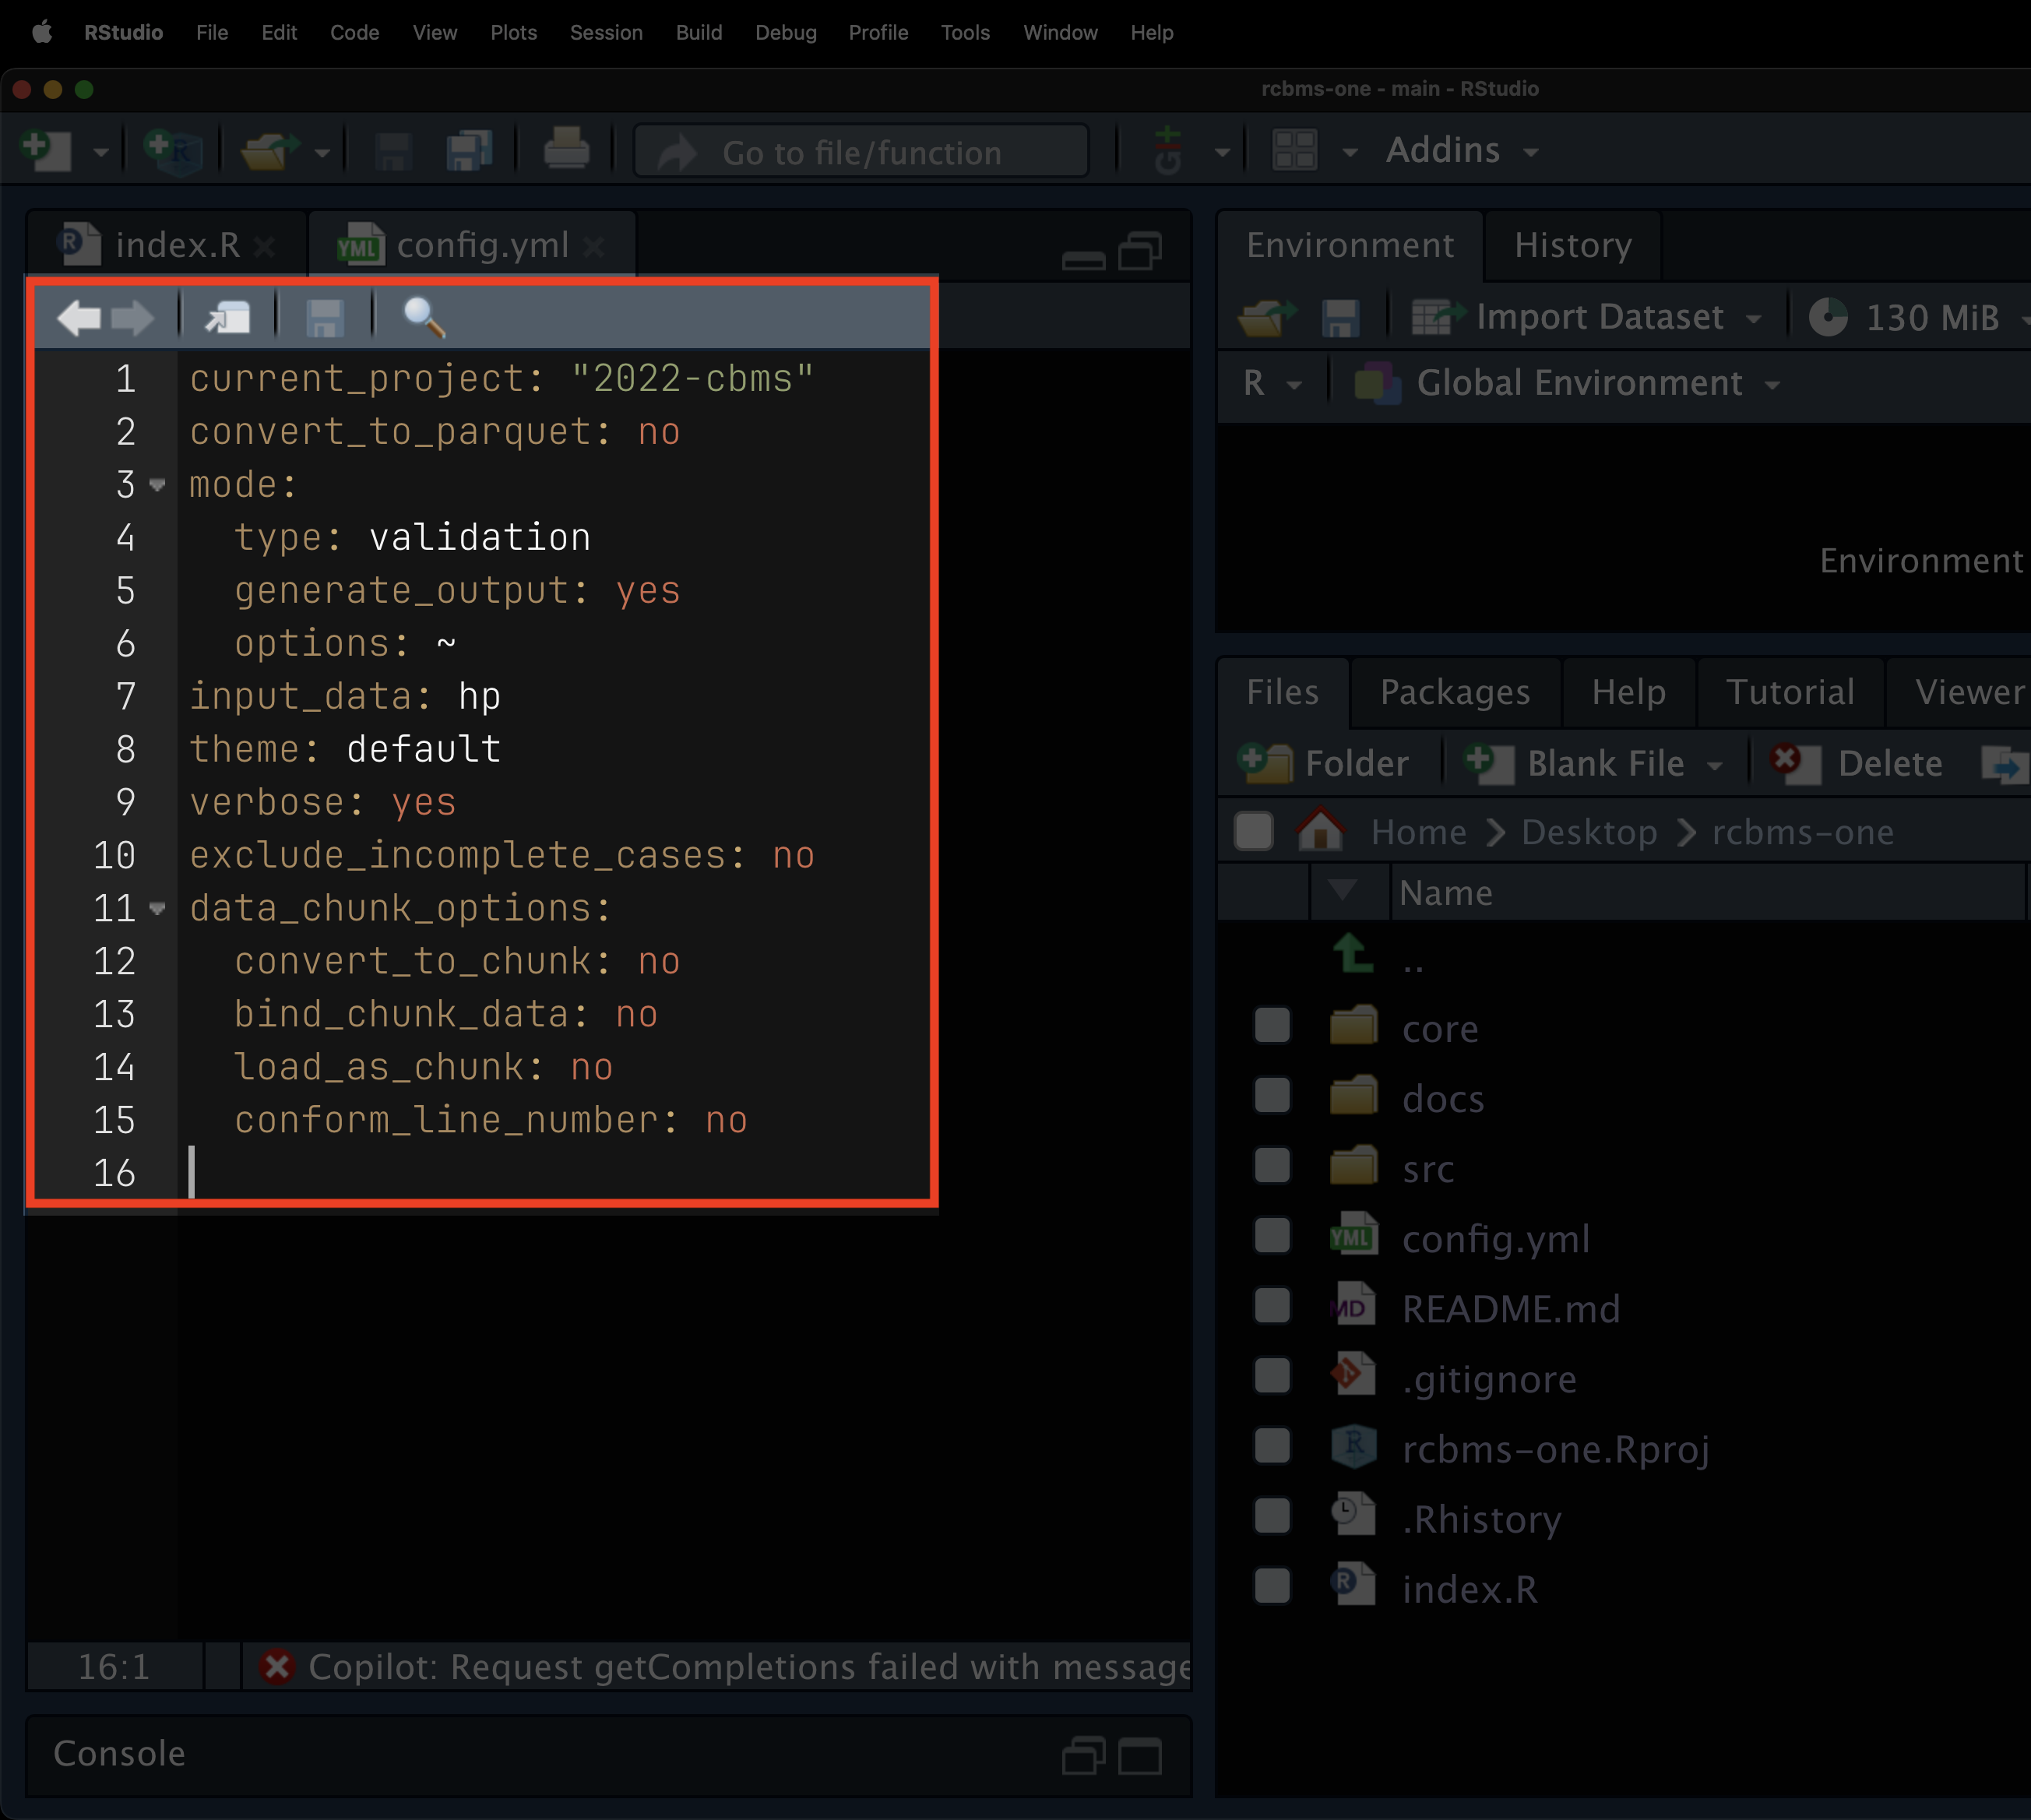 RStudio File Edit Code View Plots Session Build Debug Profile Tools Window Help
rcbms-one - main - RStudio
Go to file/function Addins
index.R config.yml
1 current_project: "2022-cbms"
2 convert_to_parquet: no
3 mode:
4 type: validation
5 generate_output: yes
6 options: ~
7 input_data: hp
8 theme: default
9 verbose: yes
10 exclude_incomplete_cases: no
11 data_chunk_options:
12 convert_to_chunk: no
13 bind_chunk_data: no
14 load_as_chunk: no
15 conform_line_number: no
16
16:1 Copilot: Request getCompletions failed with message
Console
Environment History
Import Dataset 130 MiB
R Global Environment
Environment
Files Packages Help Tutorial Viewer
Folder Blank File Delete
Home Desktop rcbms-one
Name
..
core
docs
src
YML config.yml
MD README.md
.gitignore
R rcbms-one.Rproj
.Rhistory
R index.R